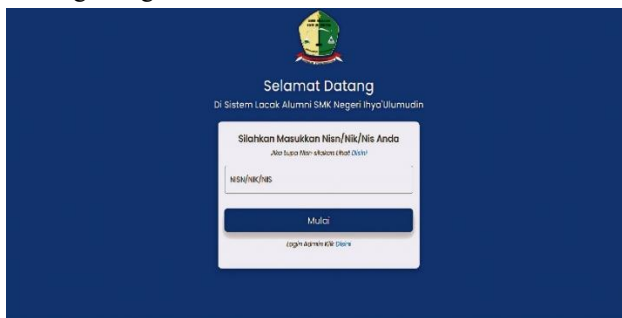 Selamat Datang
Di Sistem Lacak Alumni SMK Negeri Ihya'Ulumudin
Silahkan Masukkan Nisn/Nik/Nis Anda
Jika Lupa Nisn silakan Lihat Disini
NISN/NIK/NIS
Mulai
Login Admin Klik Disini